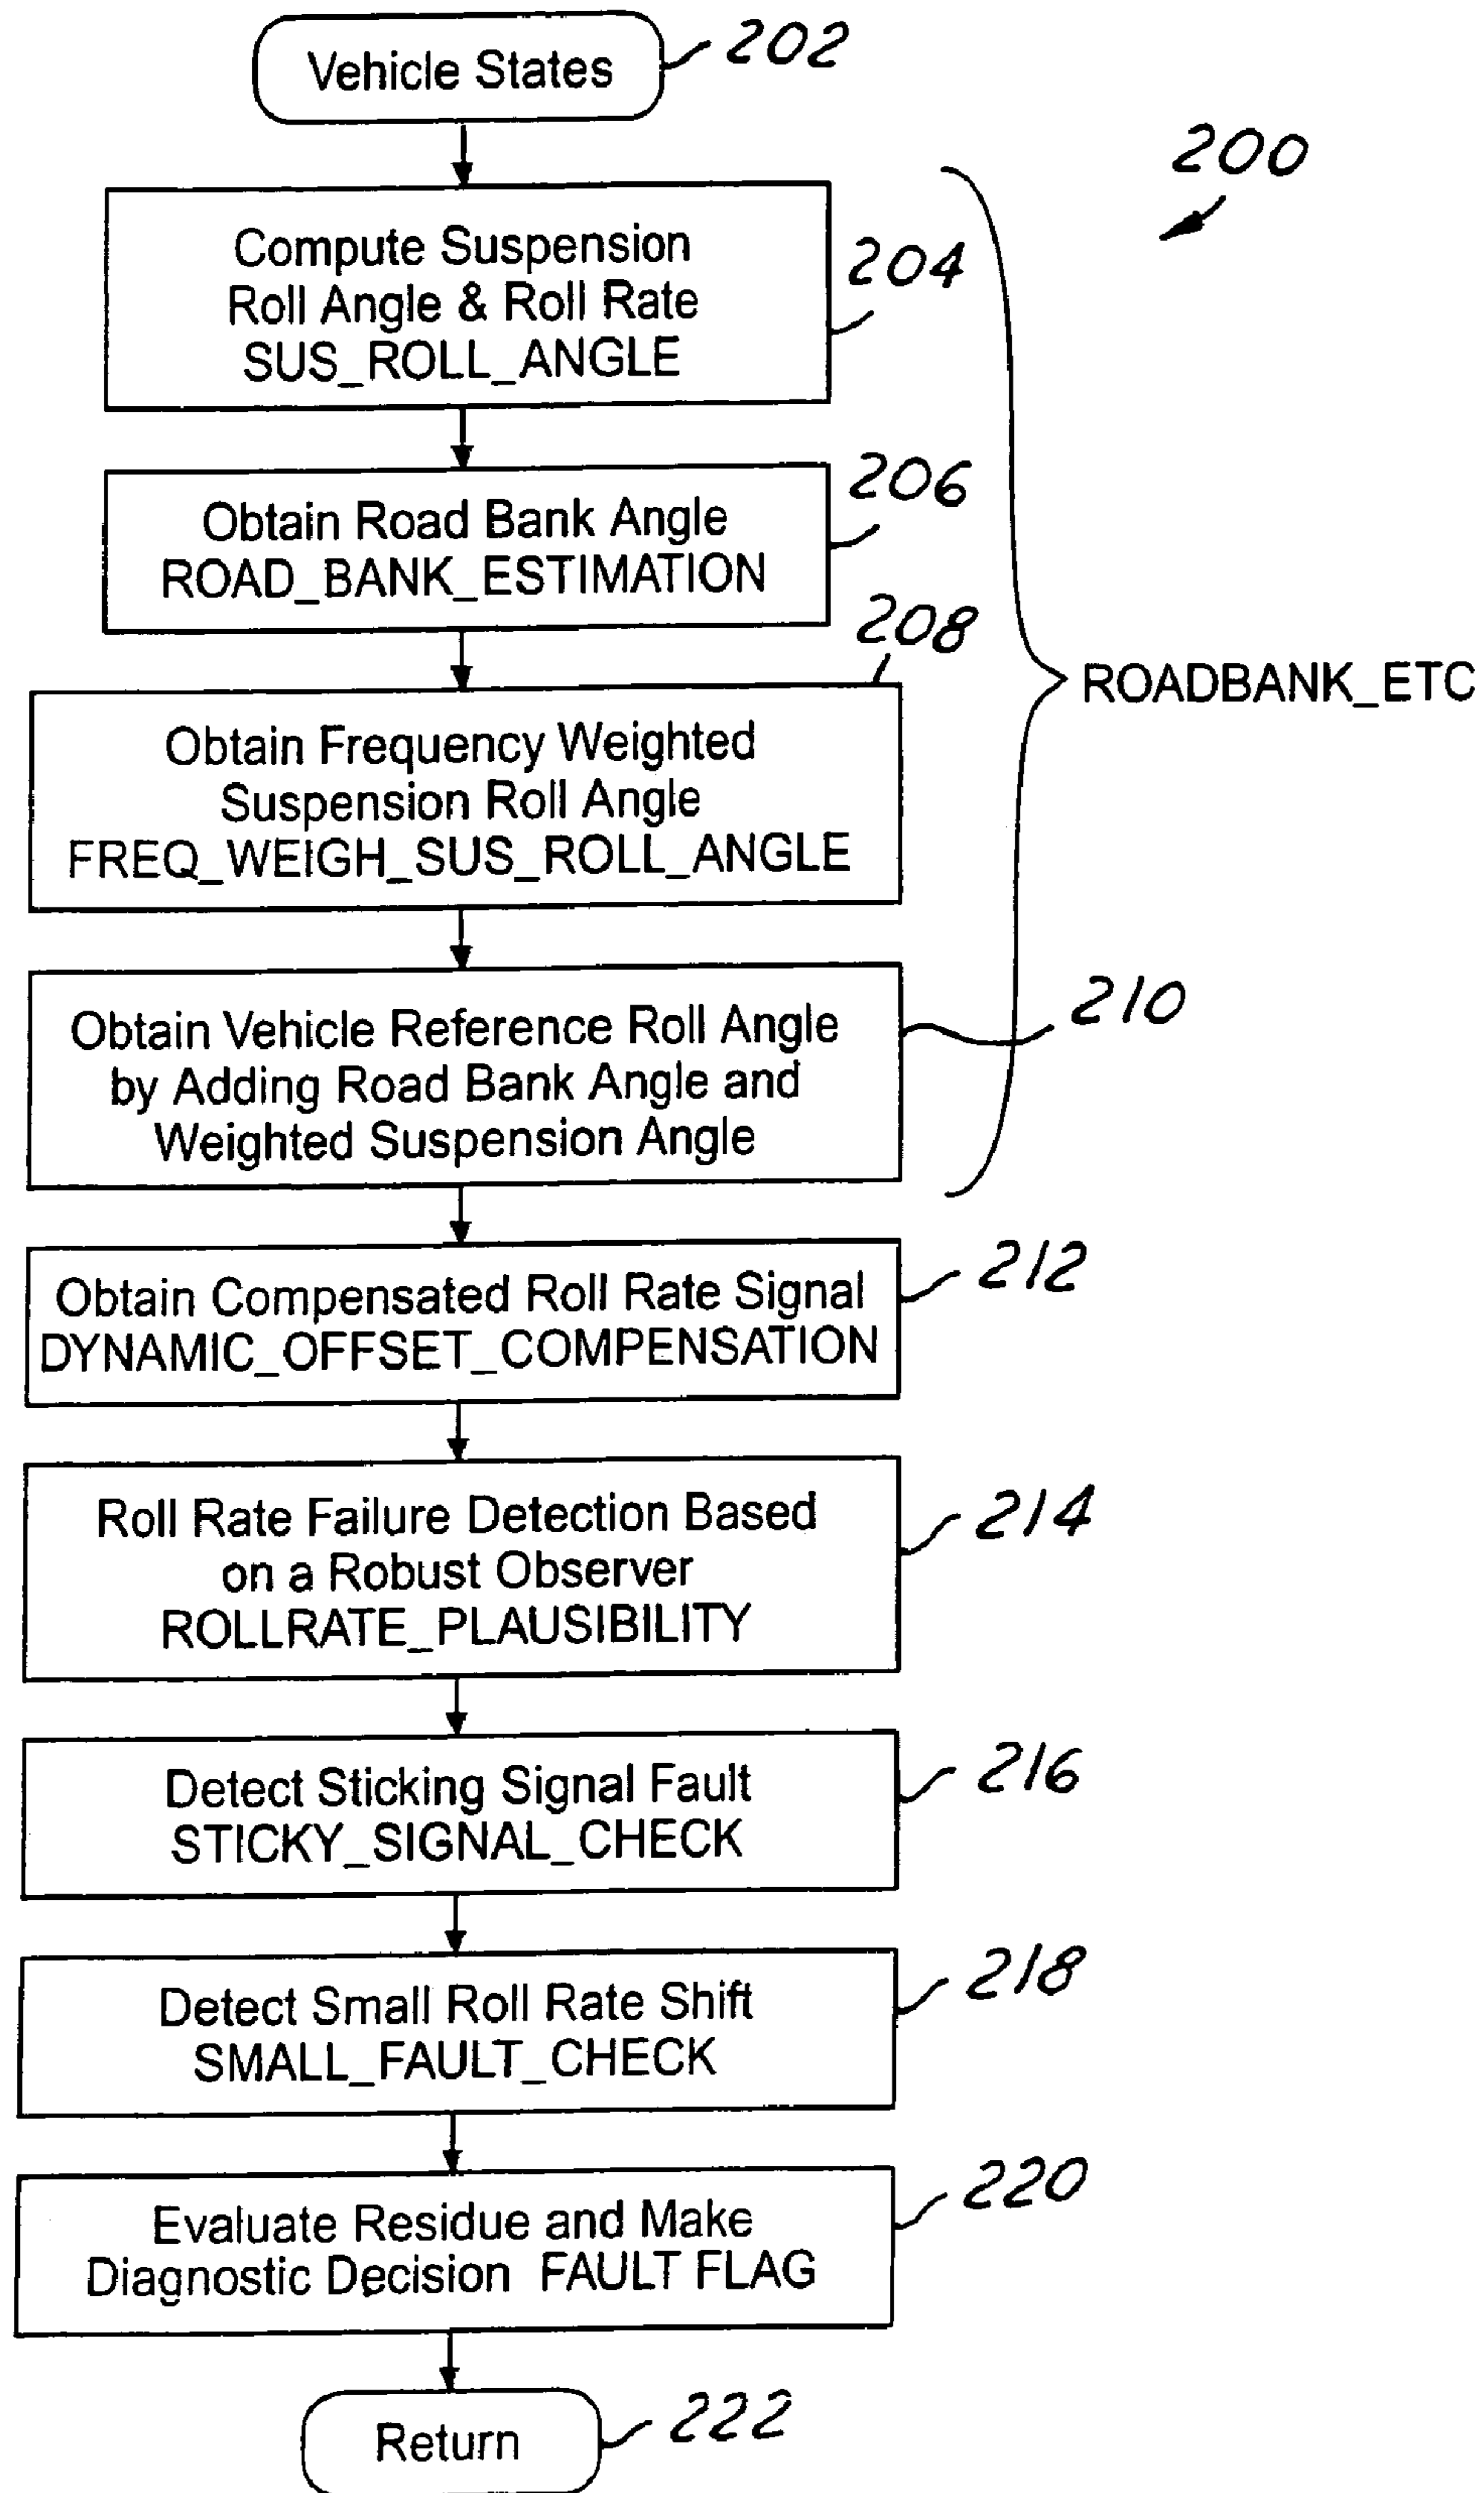 Vehicle States
202
200
Compute Suspension
Roll Angle & Roll Rate
SUS_ROLL_ANGLE
204
Obtain Road Bank Angle
ROAD_BANK_ESTIMATION
206
208
Obtain Frequency Weighted
Suspension Roll Angle
FREQ_WEIGH_SUS_ROLL_ANGLE
ROADBANK_ETC
Obtain Vehicle Reference Roll Angle
by Adding Road Bank Angle and
Weighted Suspension Angle
210
Obtain Compensated Roll Rate Signal
DYNAMIC_OFFSET_COMPENSATION
212
Roll Rate Failure Detection Based
on a Robust Observer
ROLLRATE_PLAUSIBILITY
214
Detect Sticking Signal Fault
STICKY_SIGNAL_CHECK
216
Detect Small Roll Rate Shift
SMALL_FAULT_CHECK
218
Evaluate Residue and Make
Diagnostic Decision FAULT FLAG
220
Return
222